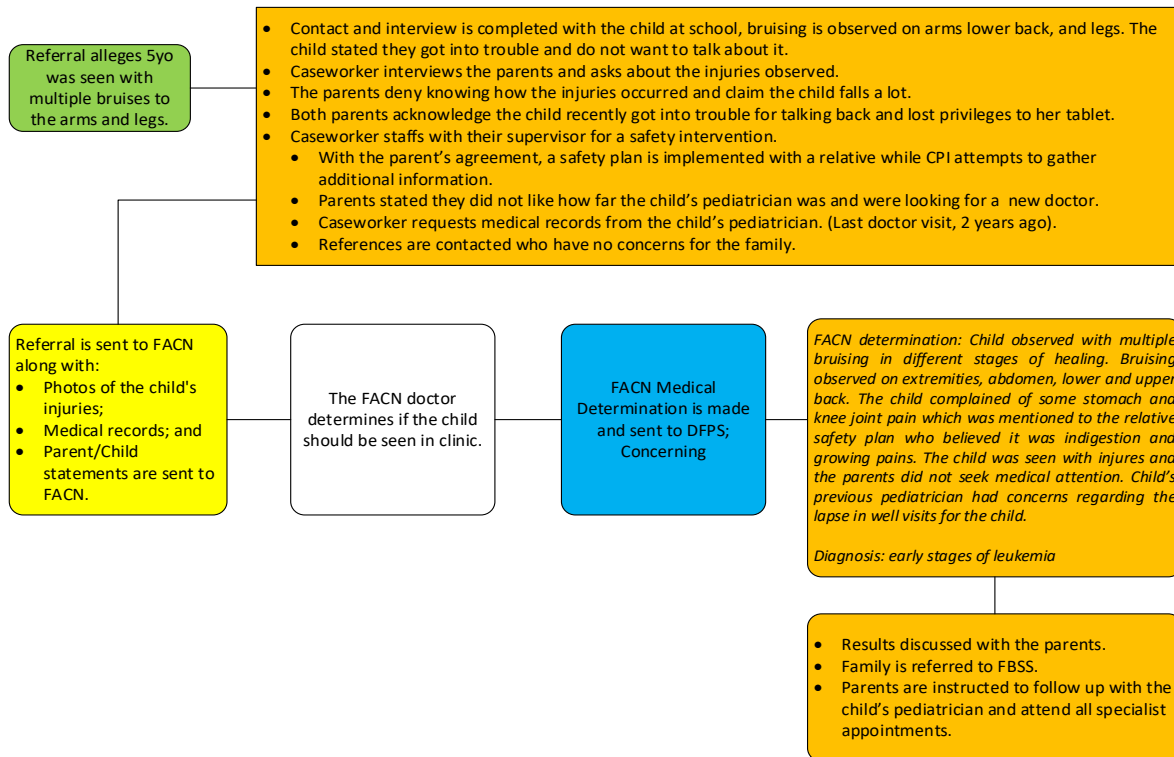 Referral alleges 5yo
was seen with
multiple bruises to
the arms and legs.
• Contact and interview is completed with the child at school, bruising is observed on arms lower back, and legs. The
child stated they got into trouble and do not want to talk about it.
• Caseworker interviews the parents and asks about the injuries observed.
• The parents deny knowing how the injuries occurred and claim the child falls a lot.
• Both parents acknowledge the child recently got into trouble for talking back and lost privileges to her tablet.
• Caseworker staffs with their supervisor for a safety intervention.
• With the parent's agreement, a safety plan is implemented with a relative while CPI attempts to gather
additional information.
• Parents stated they did not like how far the child's pediatrician was and were looking for a new doctor.
• Caseworker requests medical records from the child's pediatrician. (Last doctor visit, 2 years ago).
• References are contacted who have no concerns for the family.
Referral is sent to FACN
along with:
• Photos of the child's
injuries;
• Medical records; and
• Parent/Child
statements are sent to
FACN.
The FACN doctor
determines if the child
should be seen in clinic.
FACN Medical
Determination is made
and sent to DFPS;
Concerning
FACN determination: Child observed with multiple
bruising in different stages of healing. Bruising
observed on extremities, abdomen, lower and upper
back. The child complained of some stomach and
knee joint pain which was mentioned to the relative
safety plan who believed it was indigestion and
growing pains. The child was seen with injures and
the parents did not seek medical attention. Child's
previous pediatrician had concerns regarding the
lapse in well visits for the child.
Diagnosis: early stages of leukemia
• Results discussed with the parents.
• Family is referred to FBSS.
• Parents are instructed to follow up with the
child's pediatrician and attend all specialist
appointments.